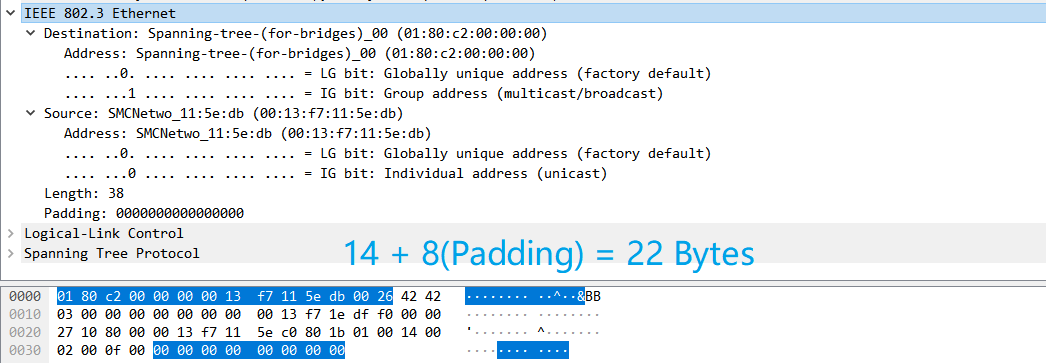 IEEE 802.3 Ethernet
Destination: Spanning-tree-(for-bridges)_00 (01:80:c2:00:00:00)
Address: Spanning-tree-(for-bridges)_00 (01:80:c2:00:00:00)
.... ..0. .... .... .... .... = LG bit: Globally unique address (factory default)
.... ...1 .... .... .... .... = IG bit: Group address (multicast/broadcast)
Source: SMCNetwo_11:5e:db (00:13:f7:11:5e:db)
Address: SMCNetwo_11:5e:db (00:13:f7:11:5e:db)
.... ..0. .... .... .... .... = LG bit: Globally unique address (factory default)
.... ...0 .... .... .... .... = IG bit: Individual address (unicast)
Length: 38
Padding: 0000000000000000
Logical-Link Control
Spanning Tree Protocol
14 + 8(Padding) = 22 Bytes
0000 01 80 c2 00 00 00 00 13 f7 11 5e db 00 26 42 42 ········ ··^··&BB
0010 03 00 00 00 00 00 00 00 13 f7 1e df f0 00 00 ········ ········
0020 27 10 80 00 00 13 f7 11 5e c0 80 1b 01 00 14 00 '······· ^·······
0030 02 00 0f 00 00 00 00 00 00 00 00 00 ········ ····